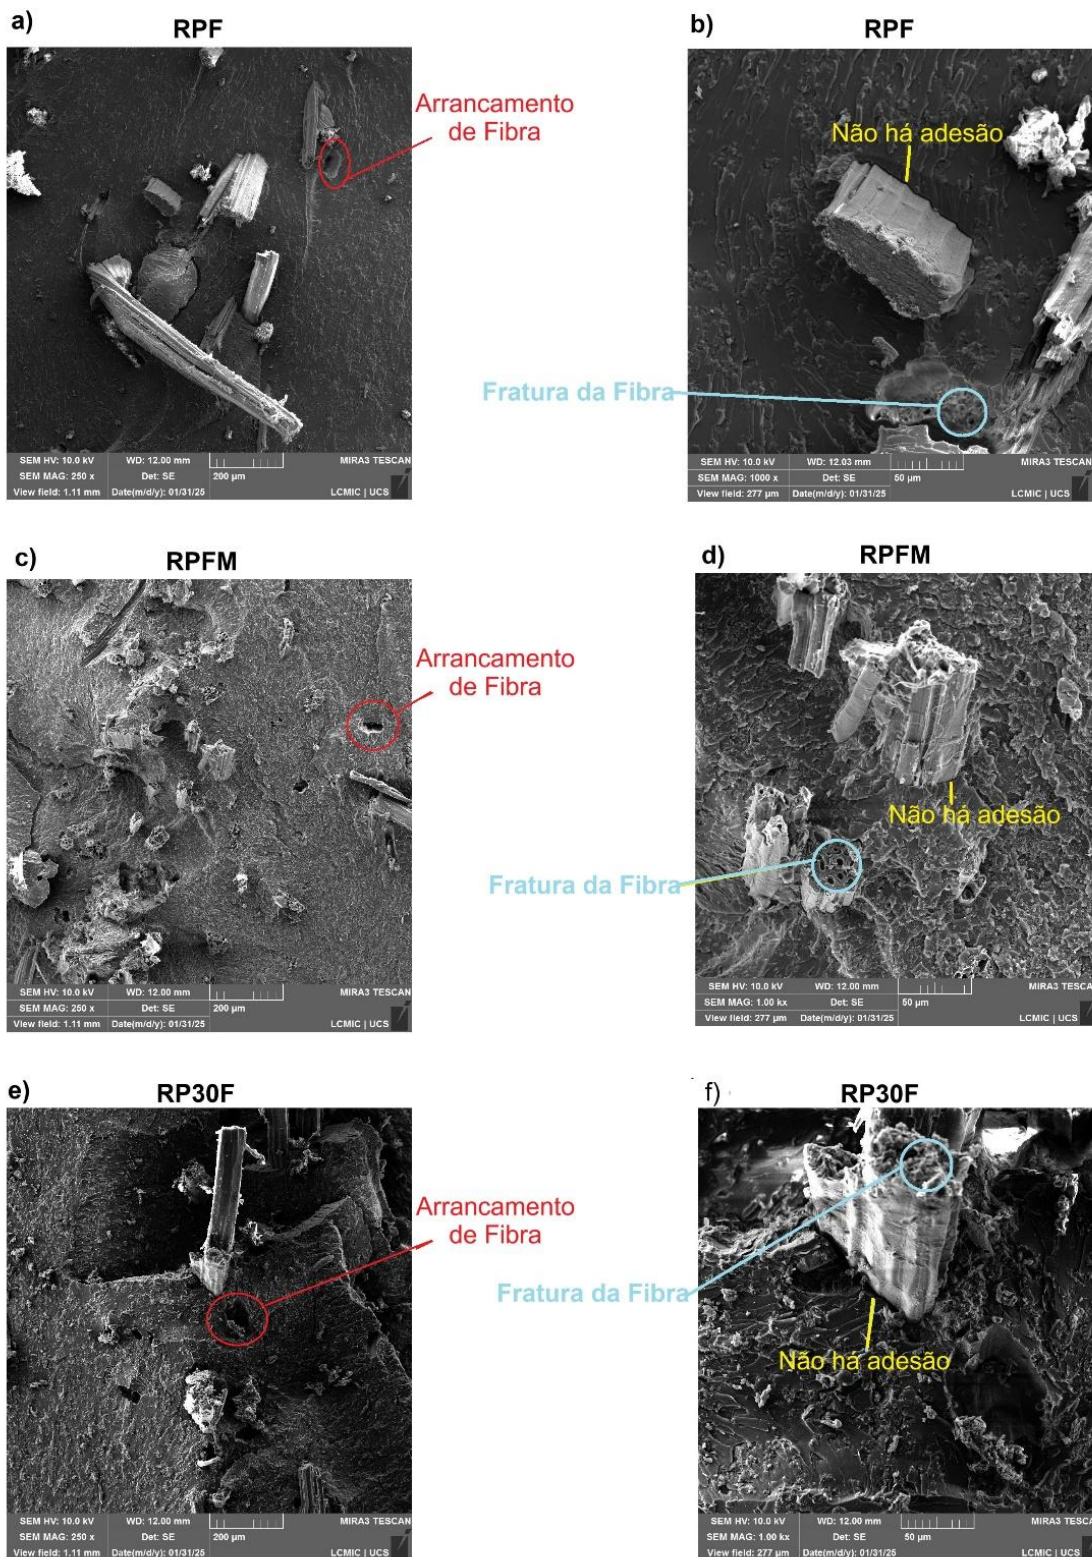 a)
RPF
b)
RPF
Arrancamento
de Fibra
Não há adesão
Fratura da Fibra
SEM HV: 10.0 kV WD: 12.00 mm MIRA3 TESCAN
SEM MAG: 250 x Det: SE 200 µm
View field: 1.11 mm Date(m/d/y): 01/31/25 LCMIC | UCS
SEM HV: 10.0 kV WD: 12.03 mm MIRA3 TESCAN
SEM MAG: 1000 x Det: SE 50 µm
View field: 277 µm Date(m/d/y): 01/31/25 LCMIC | UCS
c)
RPFM
d)
RPFM
Arrancamento
de Fibra
Não há adesão
Fratura da Fibra
SEM HV: 10.0 kV WD: 12.00 mm MIRA3 TESCAN
SEM MAG: 250 x Det: SE 200 µm
View field: 1.11 mm Date(m/d/y): 01/31/25 LCMIC | UCS
SEM HV: 10.0 kV WD: 12.00 mm MIRA3 TESCAN
SEM MAG: 1.00 kx Det: SE 50 µm
View field: 277 µm Date(m/d/y): 01/31/25 LCMIC | UCS
e)
RP30F
f)
RP30F
Arrancamento
de Fibra
Fratura da Fibra
Não há adesão
SEM HV: 10.0 kV WD: 12.00 mm MIRA3 TESCAN
SEM MAG: 250 x Det: SE 200 µm
View field: 1.11 mm Date(m/d/y): 01/31/25 LCMIC | UCS
SEM HV: 10.0 kV WD: 12.00 mm MIRA3 TESCAN
SEM MAG: 1.00 kx Det: SE 50 µm
View field: 277 µm Date(m/d/y): 01/31/25 LCMIC | UCS